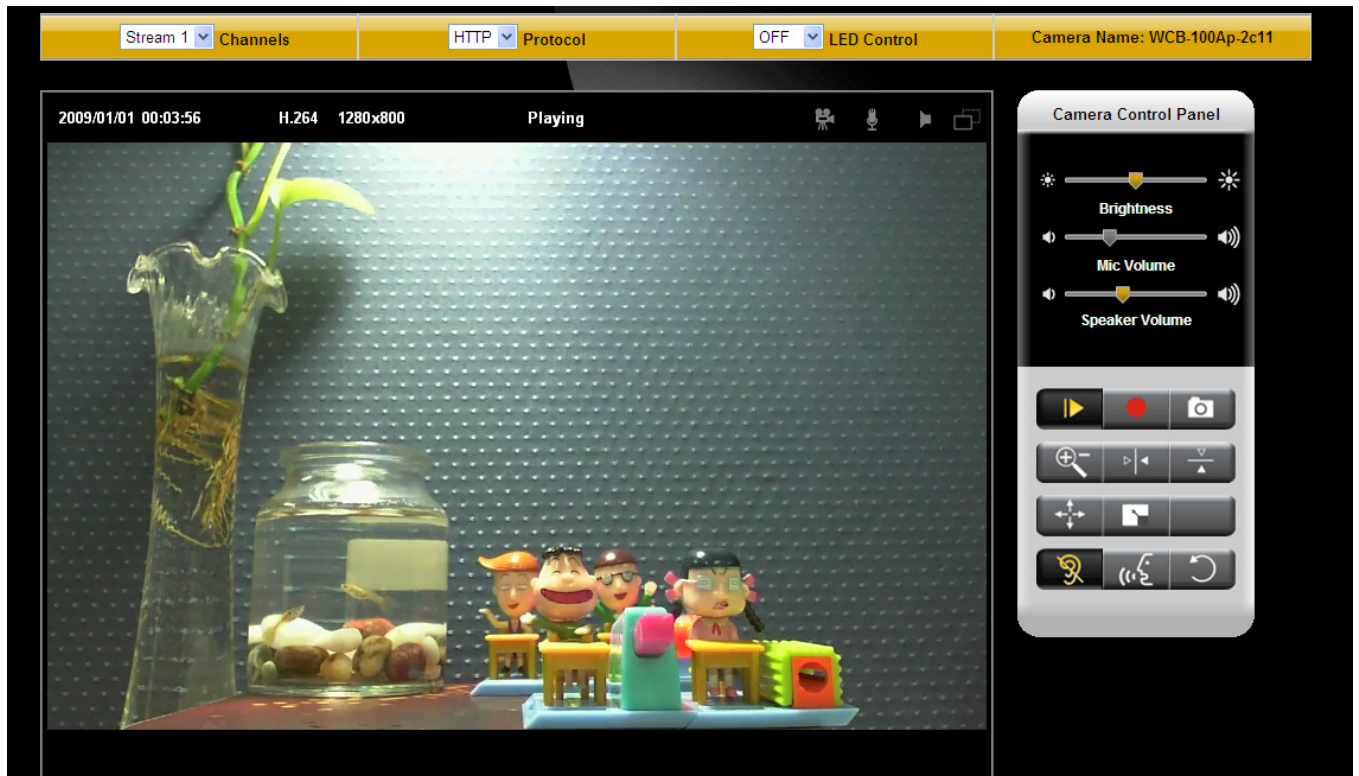 Stream 1 Channels
HTTP Protocol
OFF LED Control
Camera Name: WCB-100Ap-2c11
2009/01/01 00:03:56 H.264 1280x800 Playing
Camera Control Panel
Brightness
Mic Volume
Speaker Volume